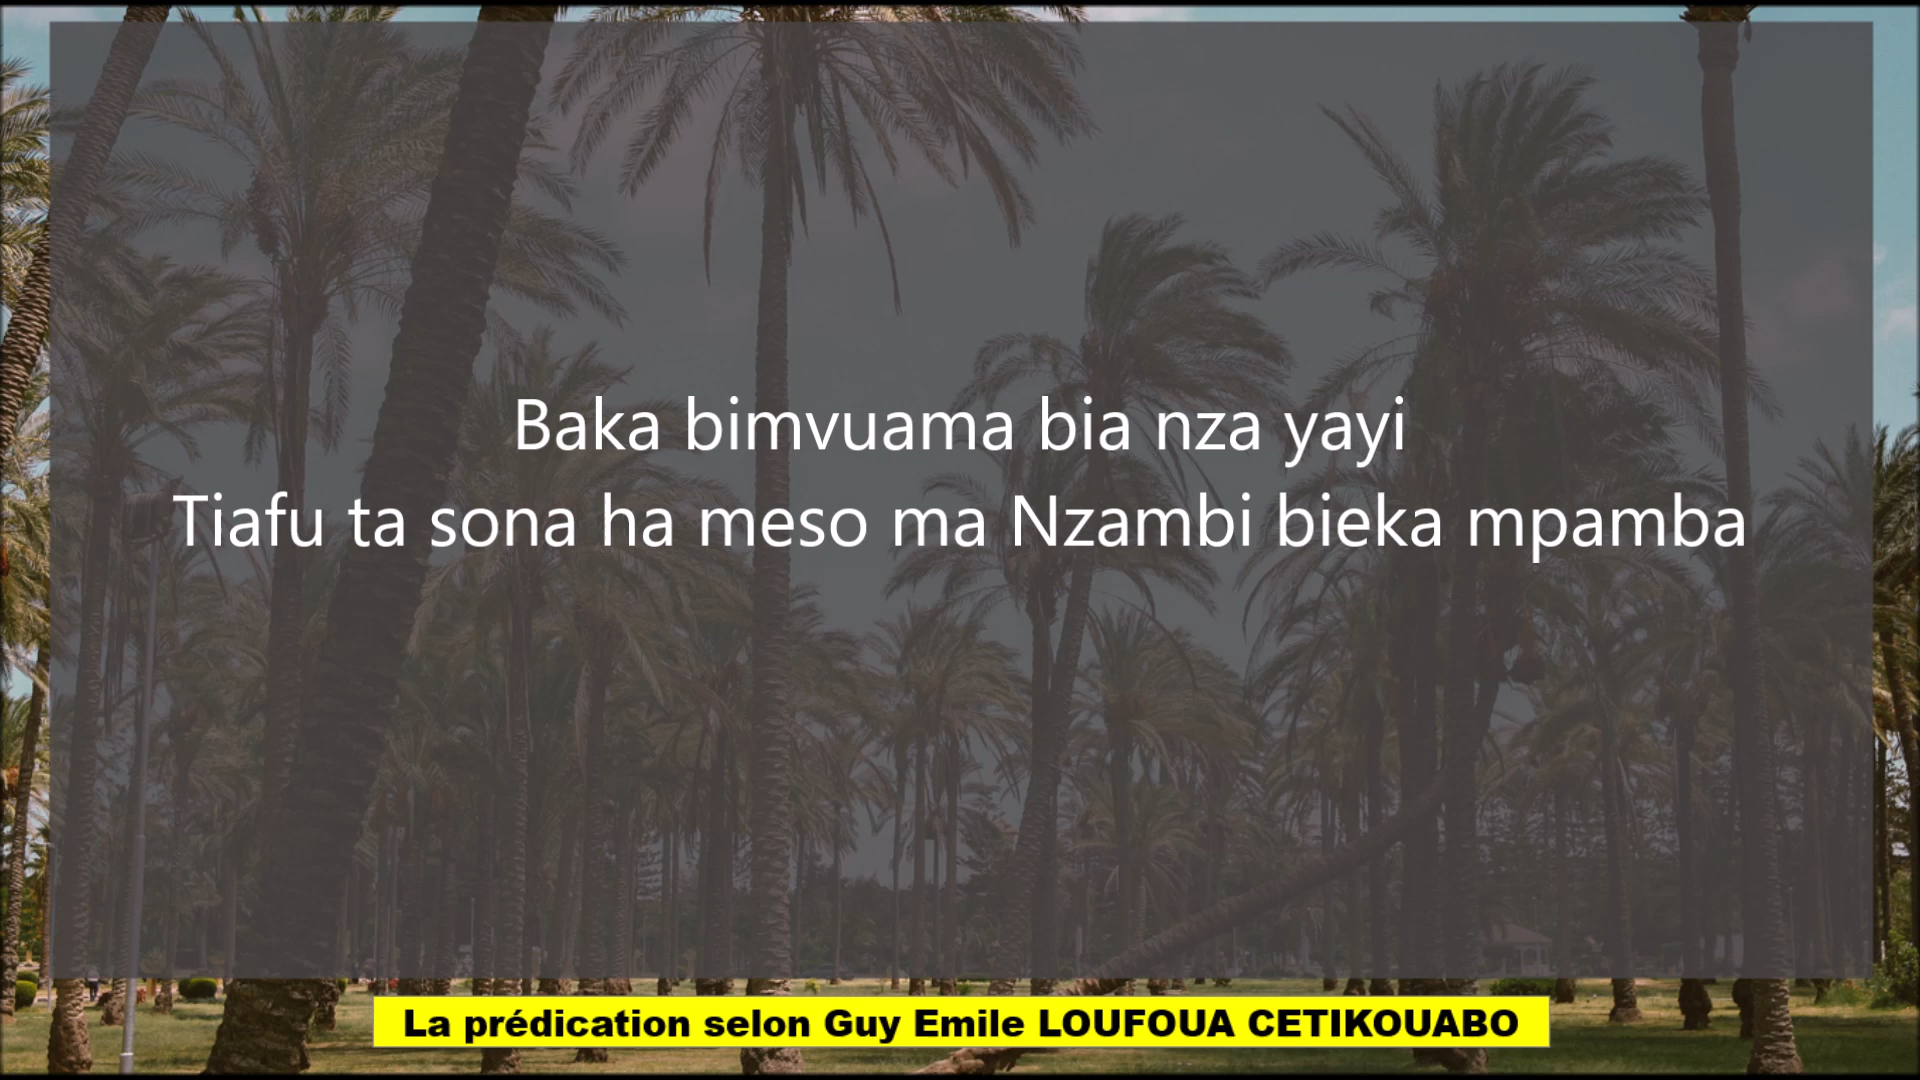 Baka bimvuama bia nza yayi
Tiafu ta sona ha meso ma Nzambi bieka mpamba
La prédication selon Guy Emile LOUFOUA CETIKOUABO